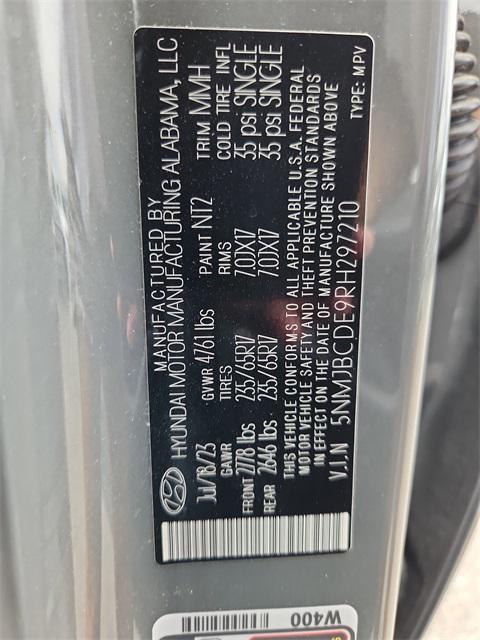 MANUFACTURED BY
HYUNDAI MOTOR MANUFACTURING ALABAMA, LLC
Jul/18/23 GVWR 4761 lbs PAINT NT2 TRIM MMH
GAWR TIRES RIMS COLD TIRE INFL
FRONT 2778 lbs 235/65R17 7.0JX17 35 psi SINGLE
REAR 2646 lbs 235/65R17 7.0JX17 35 psi SINGLE
THIS VEHICLE CONFORMS TO ALL APPLICABLE U.S.A. FEDERAL
MOTOR VEHICLE SAFETY AND THEFT PREVENTION STANDARDS
IN EFFECT ON THE DATE OF MANUFACTURE SHOWN ABOVE
V.I.N 5NMJBCDE9RH297210 TYPE: MPV
W400